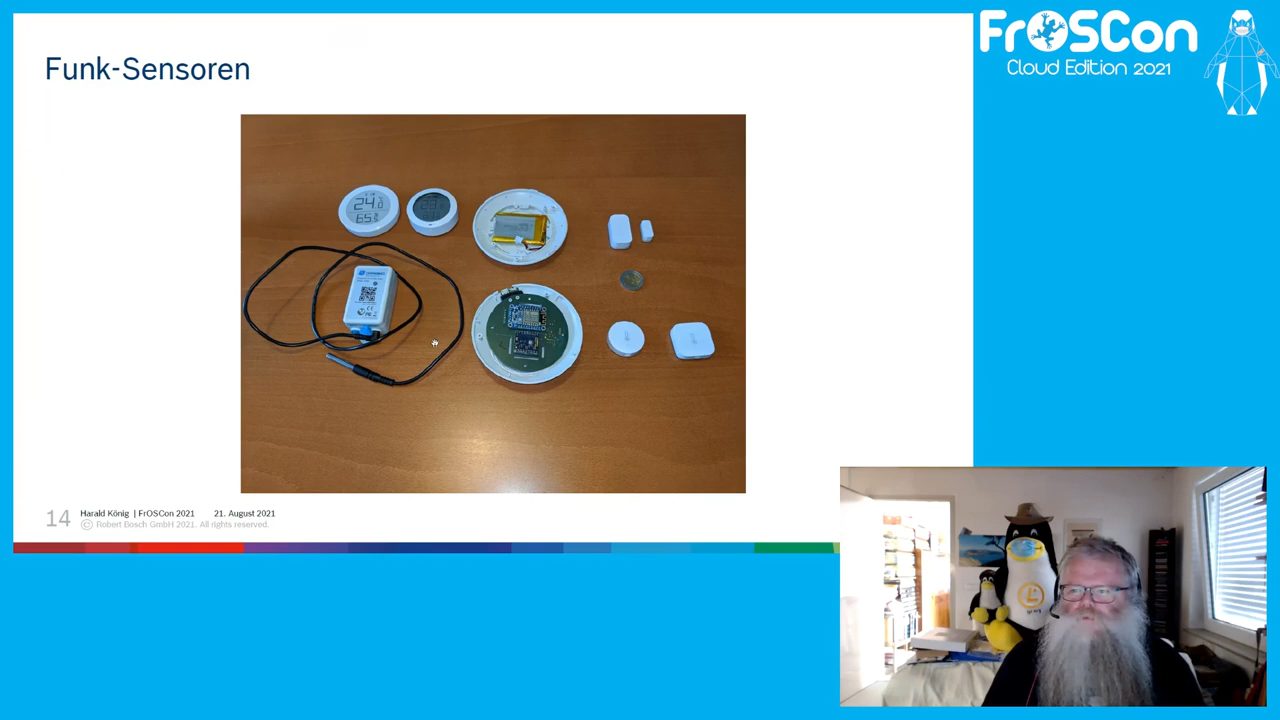 Funk-Sensoren
FrOSCon
Cloud Edition 2021
24.0
65
14
Harald König | FrOSCon 2021 21. August 2021
© Robert Bosch GmbH 2021. All rights reserved.